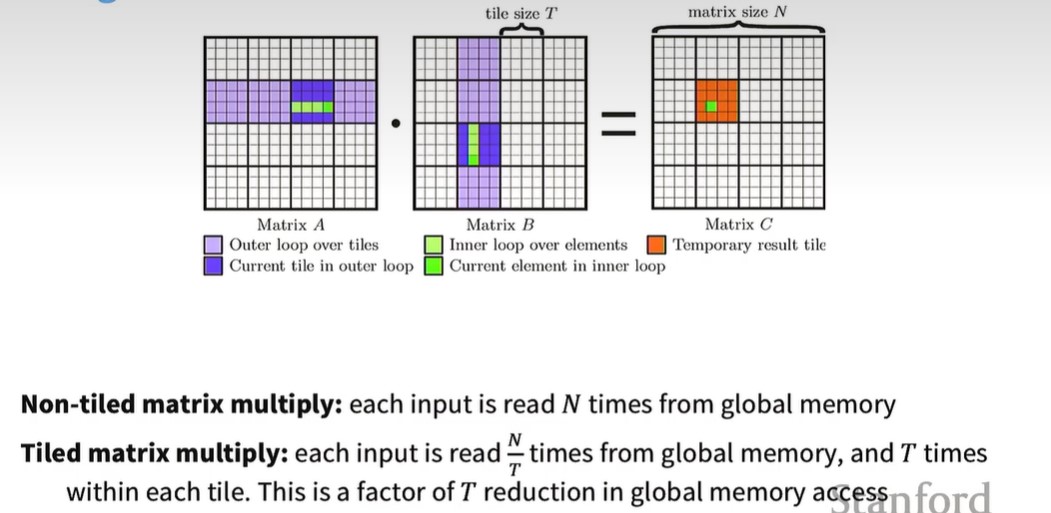 tile size T
matrix size N
Matrix A
Matrix B
Matrix C
Outer loop over tiles
Inner loop over elements
Temporary result tile
Current tile in outer loop
Current element in inner loop
Non-tiled matrix multiply: each input is read N times from global memory
Tiled matrix multiply: each input is read N/T times from global memory, and T times
within each tile. This is a factor of T reduction in global memory access
Stanford